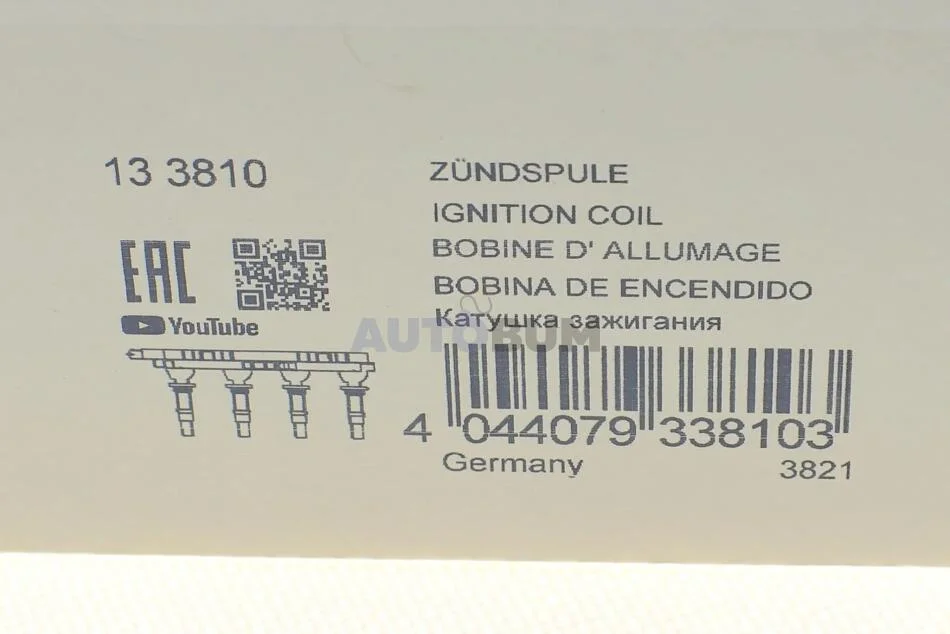 13 3810
EAC
YouTube
ZÜNDSPULE
IGNITION COIL
BOBINE D' ALLUMAGE
BOBINA DE ENCENDIDO
Катушка зажигания
AUTOBUM
4 044079 338103
Germany
3821